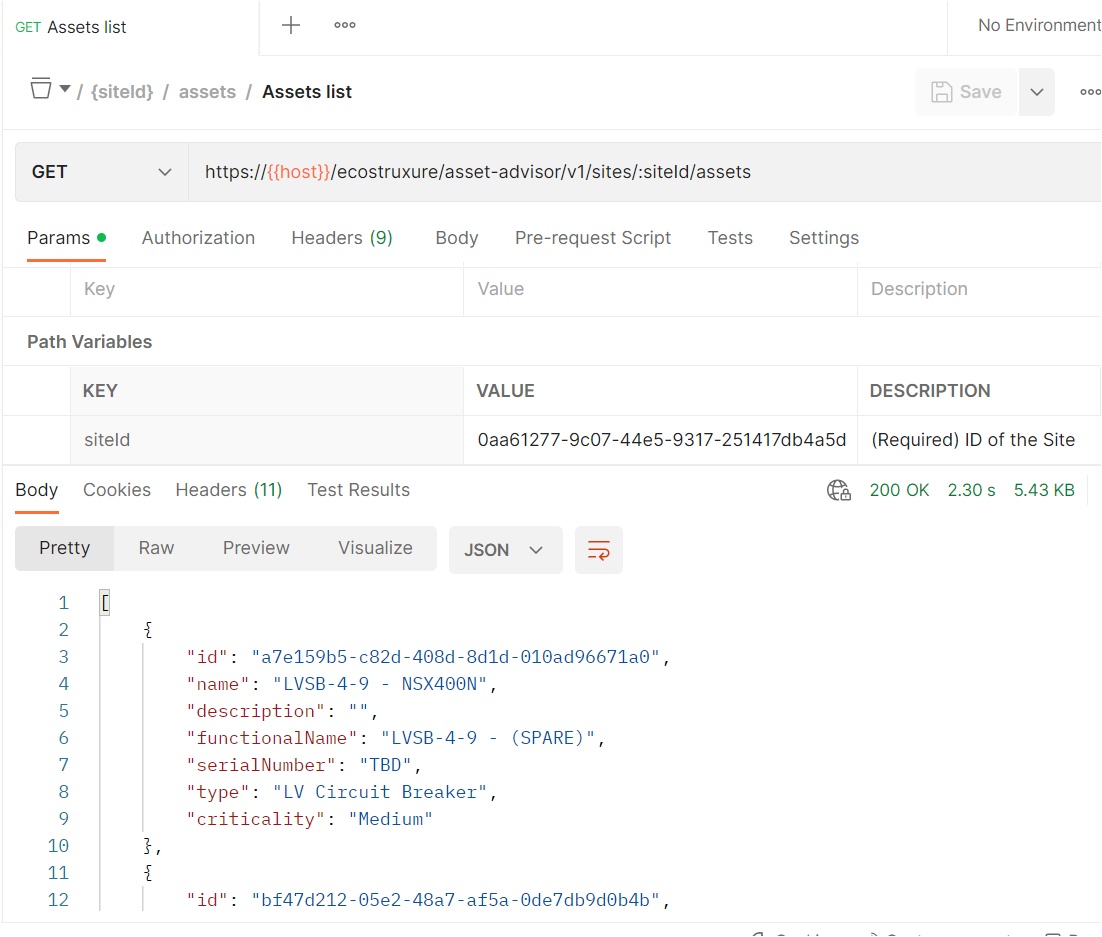 GET Assets list
No Environment
/ {siteId} / assets / Assets list
Save
GET
https://{{host}}/ecostruxure/asset-advisor/v1/sites/:siteId/assets
Params Authorization Headers (9) Body Pre-request Script Tests Settings
Key Value Description
Path Variables
KEY VALUE DESCRIPTION
siteId 0aa61277-9c07-44e5-9317-251417db4a5d (Required) ID of the Site
Body Cookies Headers (11) Test Results 200 OK 2.30 s 5.43 KB
Pretty Raw Preview Visualize JSON
1 [
2 {
3 "id": "a7e159b5-c82d-408d-8d1d-010ad96671a0",
4 "name": "LVSB-4-9 - NSX400N",
5 "description": "",
6 "functionalName": "LVSB-4-9 - (SPARE)",
7 "serialNumber": "TBD",
8 "type": "LV Circuit Breaker",
9 "criticality": "Medium"
10 },
11 {
12 "id": "bf47d212-05e2-48a7-af5a-0de7db9d0b4b",